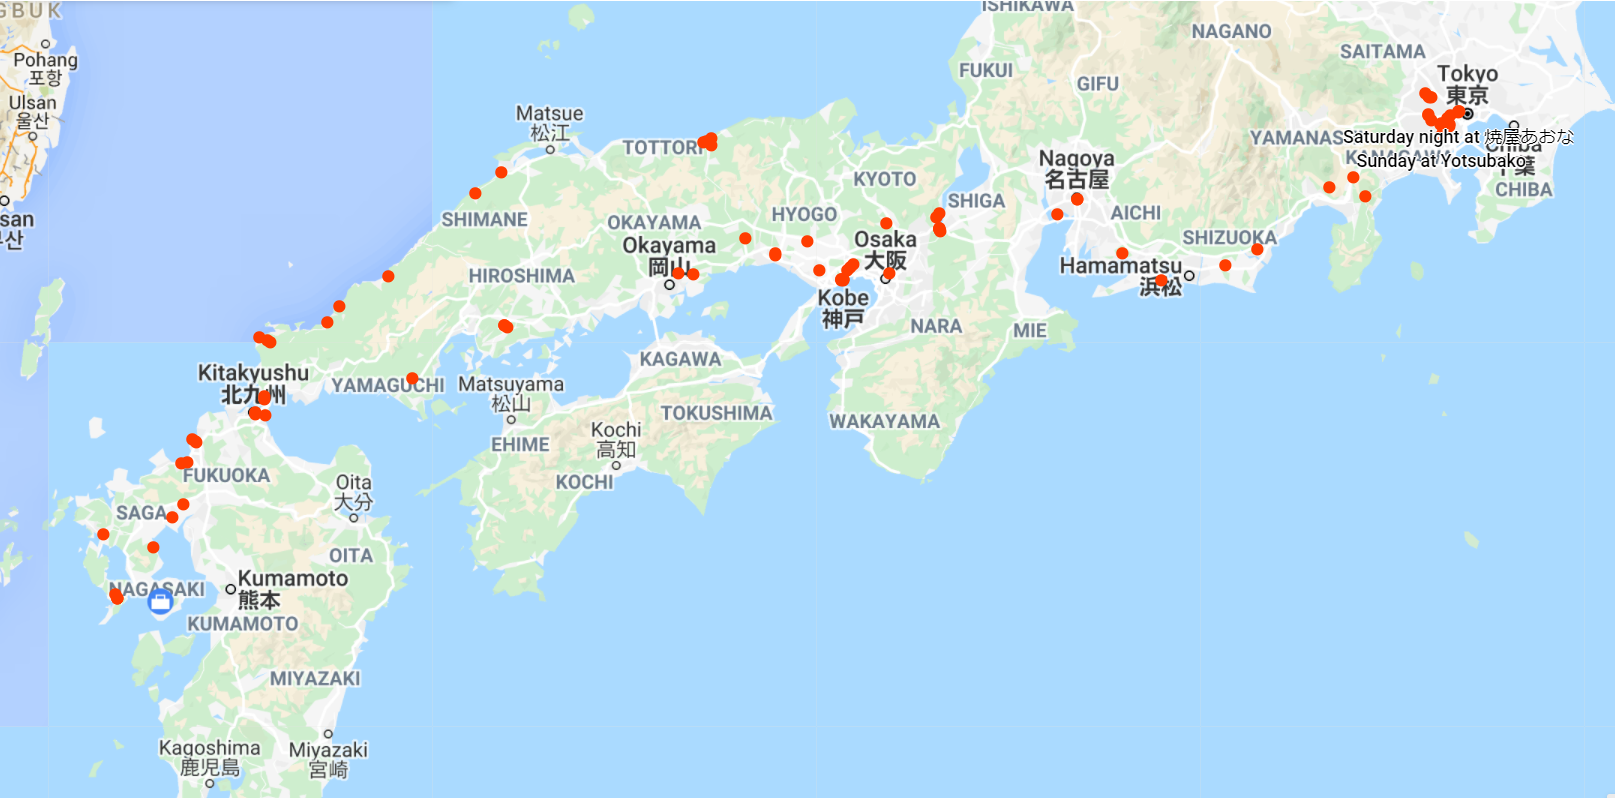 GBUK
ISHIKAWA
NAGANO
SAITAMA
Pohang
포항
FUKUI
GIFU
Tokyo
東京
Ulsan
울산
Matsue
松江
TOTTORI
YAMANAS
Saturday night at 焼屋あおな
Chiba
千葉
Sunday at Yotsubako
KANAGAWA
Nagoya
名古屋
KYOTO
SHIGA
CHIBA
san
부산
SHIMANE
OKAYAMA
HYOGO
AICHI
SHIZUOKA
Okayama
岡山
Osaka
大阪
HIROSHIMA
Hamamatsu
浜松
Kobe
神戸
NARA
MIE
KAGAWA
Kitakyushu
北九州
YAMAGUCHI
Matsuyama
松山
TOKUSHIMA
WAKAYAMA
EHIME
Kochi
高知
FUKUOKA
Oita
大分
KOCHI
SAGA
OITA
NAGASAKI
Kumamoto
熊本
KUMAMOTO
MIYAZAKI
Kagoshima
鹿児島
Miyazaki
宮崎